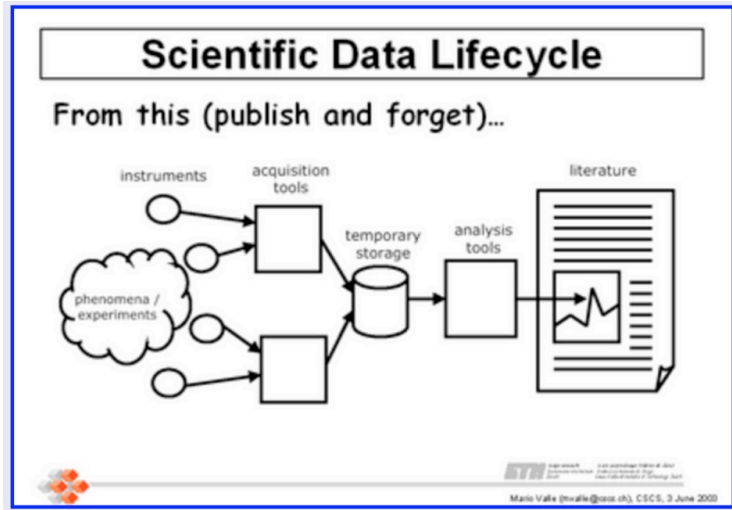 Scientific Data Lifecycle
From this (publish and forget)...
instruments
acquisition
tools
literature
temporary
storage
analysis
tools
phenomena /
experiments
ETH
Mario Valle (mvalle@cscs.ch), CSCS, 3 June 2003